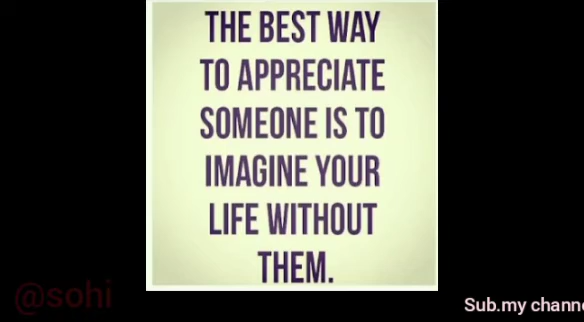 THE BEST WAY
TO APPRECIATE
SOMEONE IS TO
IMAGINE YOUR
LIFE WITHOUT
THEM.
@sohi
Sub.my channe